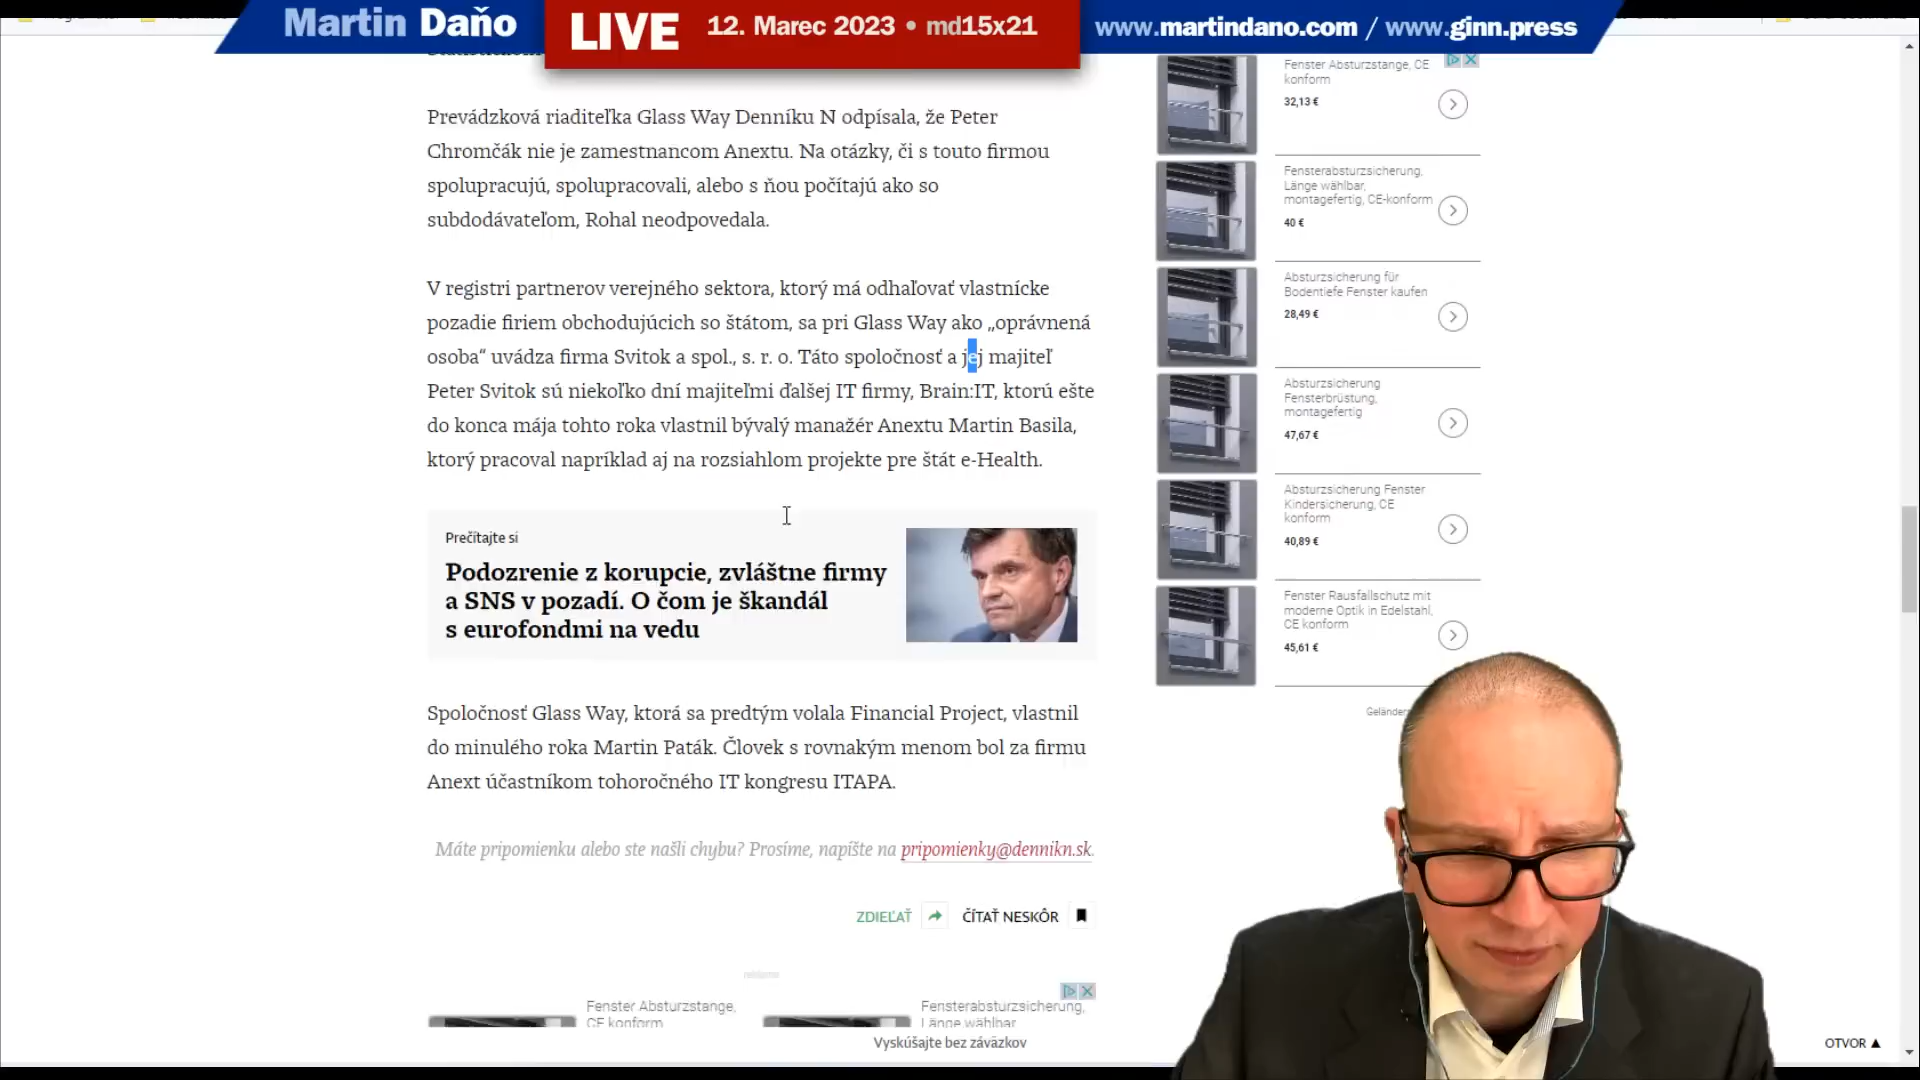 Martin Daňo
LIVE
12. Marec 2023 • md15x21
www.martindano.com / www.ginn.press
Prevádzková riaditeľka Glass Way Denníku N odpísala, že Peter
Chromčák nie je zamestnancom Anextu. Na otázky, či s touto firmou
spolupracujú, spolupracovali, alebo s ňou počítajú ako so
subdodávateľom, Rohal neodpovedala.
V registri partnerov verejného sektora, ktorý má odhaľovať vlastnícke
pozadie firiem obchodujúcich so štátom, sa pri Glass Way ako „oprávnená
osoba“ uvádza firma Svitok a spol., s. r. o. Táto spoločnosť a jej majiteľ
Peter Svitok sú niekoľko dní majiteľmi ďalšej IT firmy, Brain:IT, ktorú ešte
do konca mája tohto roka vlastnil bývalý manažér Anextu Martin Basila,
ktorý pracoval napríklad aj na rozsiahlom projekte pre štát e-Health.
Prečítajte si
Podozrenie z korupcie, zvláštne firmy
a SNS v pozadí. O čom je škandál
s eurofondmi na vedu
Spoločnosť Glass Way, ktorá sa predtým volala Financial Project, vlastnil
do minulého roka Martin Paták. Človek s rovnakým menom bol za firmu
Anext účastníkom tohoročného IT kongresu ITAPA.
Máte pripomienku alebo ste našli chybu? Prosíme, napíšte na pripomienky@dennikn.sk.
ZDIEĽAŤ
ČÍTAŤ NESKÔR
reklama
Fenster Absturzstange,
CE konform
Fensterabsturzsicherung,
Länge wählbar
Vyskúšajte bez záväzkov
OTVOR ▲
Fenster Absturzstange, CE
konform
32,13 €
Fensterabsturzsicherung,
Länge wählbar,
montagefertig, CE-konform
40 €
Absturzsicherung für
Bodentiefe Fenster kaufen
28,49 €
Absturzsicherung
Fensterbrüstung,
montagefertig
47,67 €
Absturzsicherung Fenster
Kindersicherung, CE
konform
40,89 €
Fenster Rausfallschutz mit
moderne Optik in Edelstahl,
CE konform
45,61 €